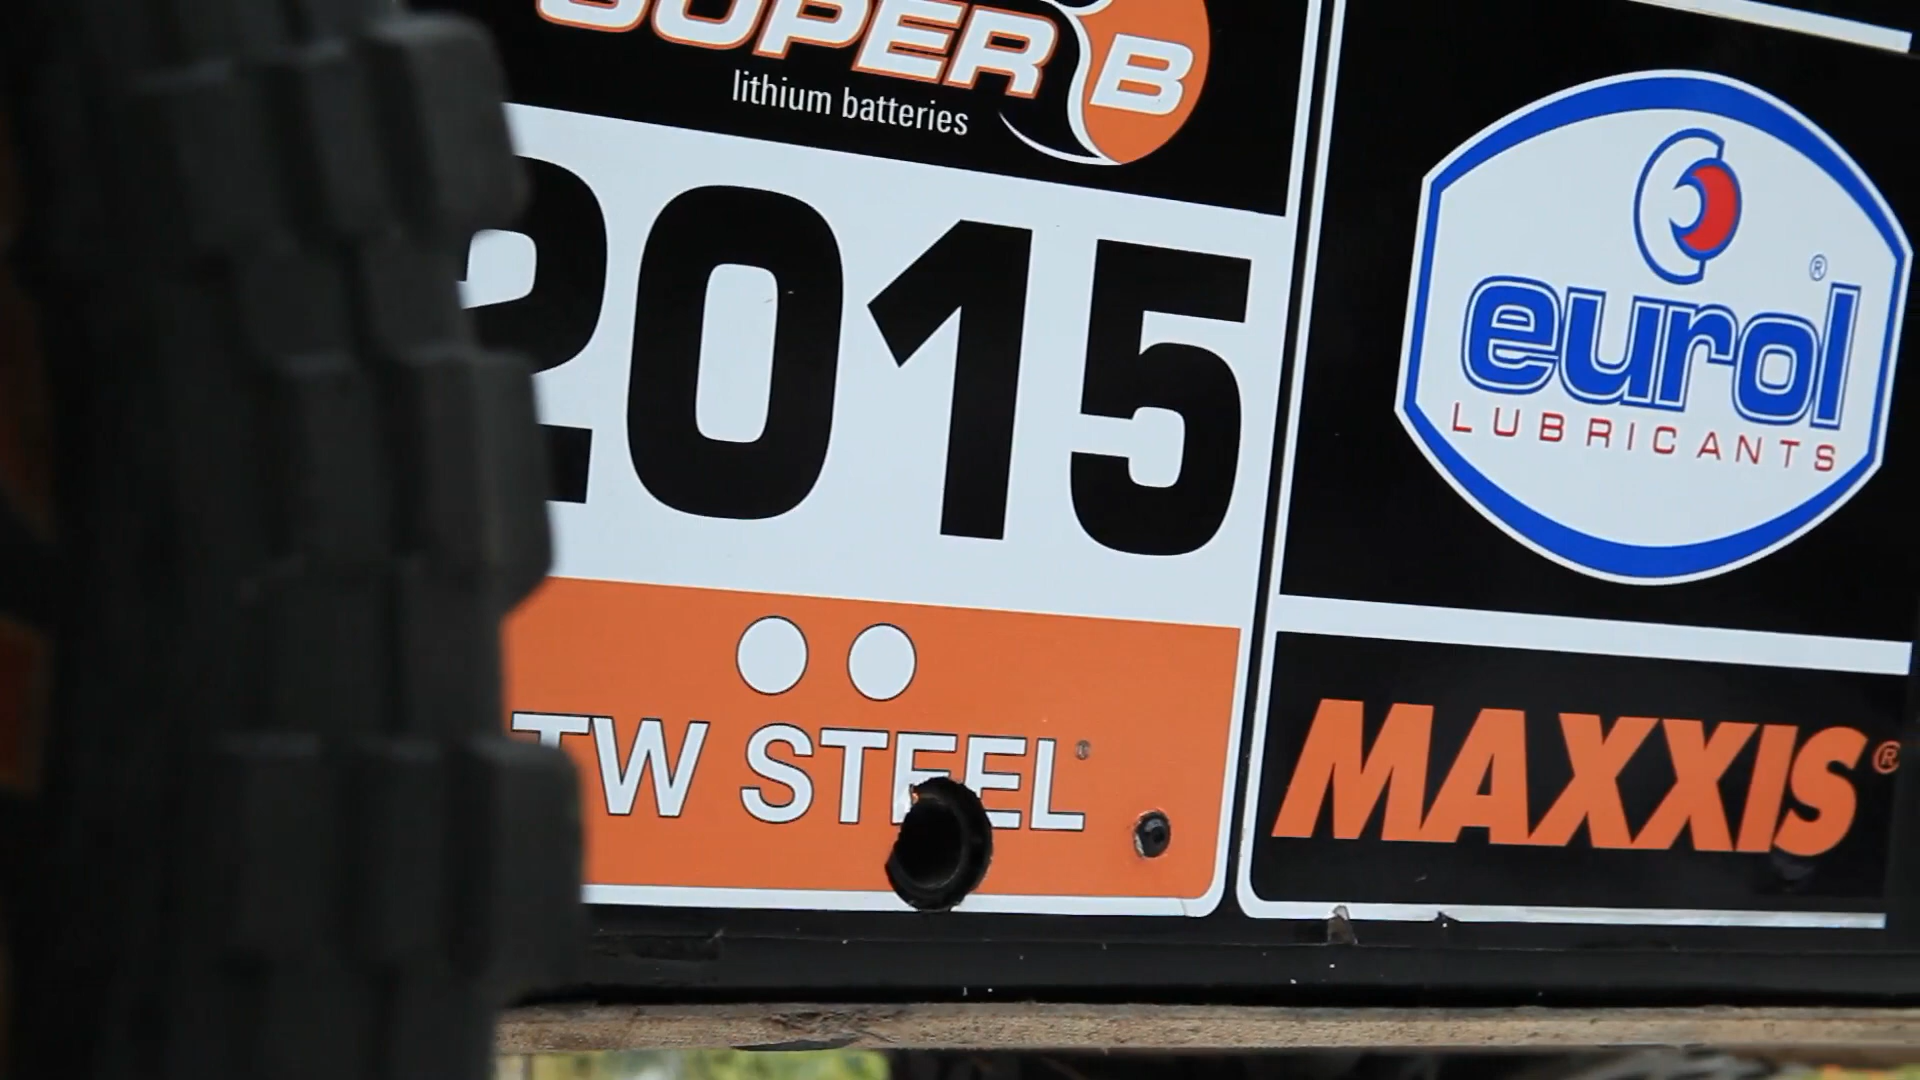 SUPER B
lithium batteries
2015
TW STEEL
eurol ®
LUBRICANTS
MAXXIS ®